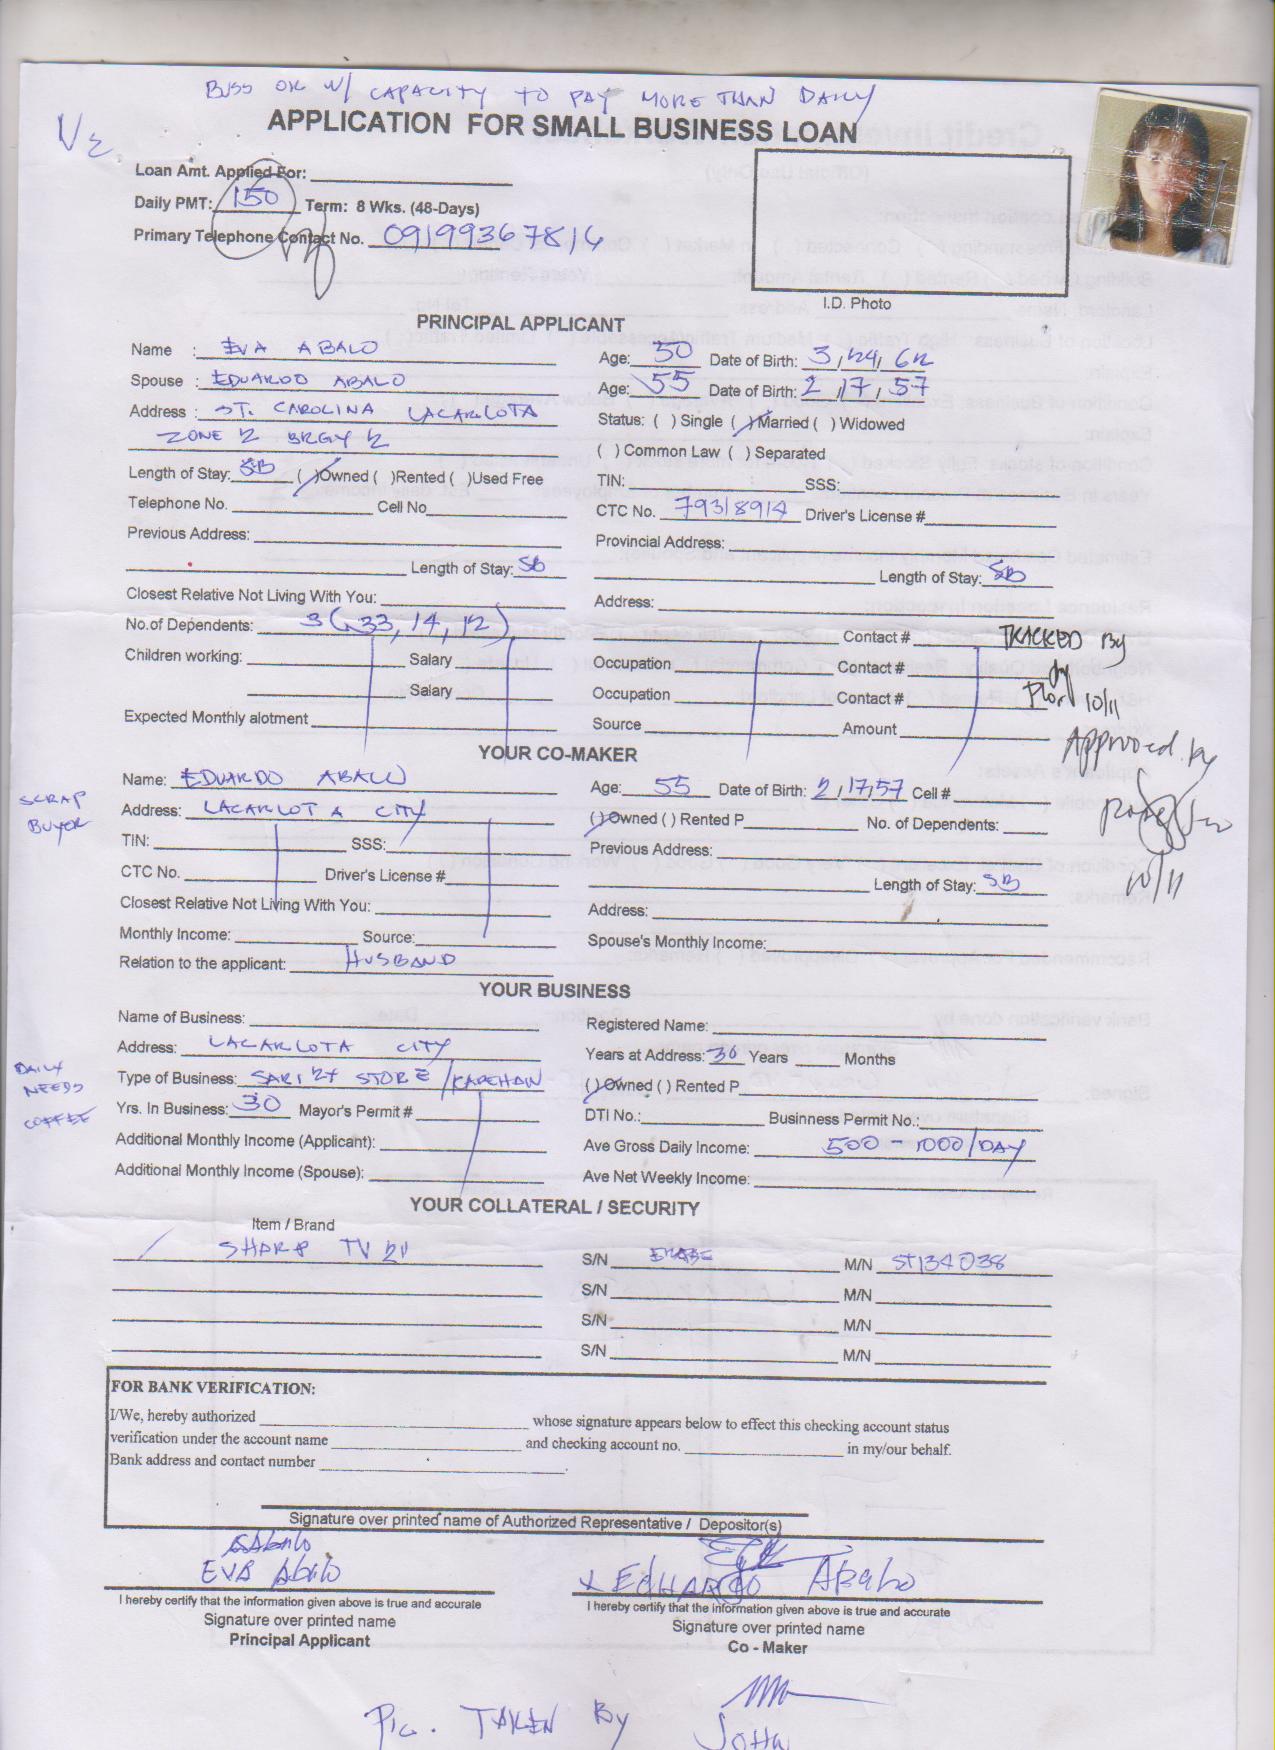 BUSS OK W/ CAPACITY TO PAY MORE THAN DAILY
APPLICATION FOR SMALL BUSINESS LOAN
Loan Amt. Applied For:
Daily PMT: 150 Term: 8 Wks. (48-Days)
Primary Telephone Contact No. 09199367816
I.D. Photo
PRINCIPAL APPLICANT
Name : EVA ABALO Age: 50 Date of Birth: 3, 24, 62
Spouse : EDUARDO ABALO Age: 55 Date of Birth: 2, 17, 57
Address : ST. CAROLINA LACARLOTA Status: ( ) Single (/) Married ( ) Widowed
ZONE 12 BRGY 12 ( ) Common Law ( ) Separated
Length of Stay: SB (/)Owned ( )Rented ( )Used Free TIN: SSS:
Telephone No. Cell No CTC No. 79318914 Driver's License #
Previous Address: Provincial Address:
Length of Stay: SB Length of Stay: SB
Closest Relative Not Living With You: Address:
No.of Dependents: 3 (33, 14, 12) Contact # TRACKED By
Children working: Salary Occupation Contact #
Salary Occupation Contact # 10/11
Expected Monthly alotment Source Amount
Approved by
YOUR CO-MAKER
Name: EDUARDO ABALO Age: 55 Date of Birth: 2, 17, 57 Cell #
SCRAP
BUYER
Address: LACARLOTA CITY (/) Owned ( ) Rented P No. of Dependents:
TIN: SSS: Previous Address:
CTC No. Driver's License # Length of Stay: SB
10/11
Closest Relative Not Living With You: Address:
Monthly Income: Source: Spouse's Monthly Income:
Relation to the applicant: HUSBAND
YOUR BUSINESS
Name of Business: Registered Name:
Address: LACARLOTA CITY Years at Address: 30 Years Months
DAILY
NEEDS
COFFEE
Type of Business: SARI2X STORE / KAPEHAN (/) Owned ( ) Rented P
Yrs. In Business: 30 Mayor's Permit # DTI No.: Businness Permit No.:
Additional Monthly Income (Applicant): Ave Gross Daily Income: 500 - 1000/DAY
Additional Monthly Income (Spouse): Ave Net Weekly Income:
YOUR COLLATERAL / SECURITY
Item / Brand
SHARP TV 21 S/N ERASE M/N ST134038
S/N M/N
S/N M/N
S/N M/N
FOR BANK VERIFICATION:
I/We, hereby authorized whose signature appears below to effect this checking account status
verification under the account name and checking account no. in my/our behalf.
Bank address and contact number .
Signature over printed name of Authorized Representative / Depositor(s)
EAbalo
EVA Abalo X EDUARDO Abalo
I hereby certify that the information given above is true and accurate I hereby certify that the information given above is true and accurate
Signature over printed name Signature over printed name
Principal Applicant Co - Maker
Pic. TAKEN By JOHN